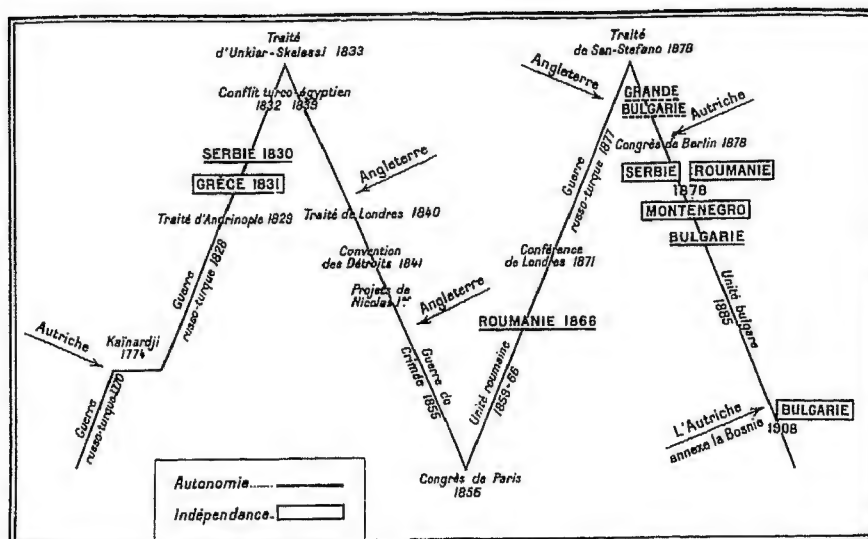 Traité
d'Unkiar-Skelessi 1833
Conflit turco-égyptien
1832 1839
SERBIE 1830
GRÈCE 1831
Traité d'Andrinople 1829
Guerre
russo-turque 1828
Autriche
Kaïnardji
1774
Guerre
russo-turque 1770
Angleterre
Traité de Londres 1840
Convention
des Détroits 1841
Projets de
Nicolas Ier
Angleterre
Guerre de
Crimée 1855
Congrès de Paris
1856
Unité roumaine
1859-66
ROUMANIE 1866
Conférence
de Londres 1871
Guerre
russo-turque 1877
Angleterre
Traité
de San-Stefano 1878
GRANDE
BULGARIE
Autriche
Congrès de Berlin 1878
SERBIE ROUMANIE
1878
MONTENEGRO
BULGARIE
Unité bulgare
1885
L'Autriche
annexe la Bosnie
1908
BULGARIE
Autonomie
Indépendance